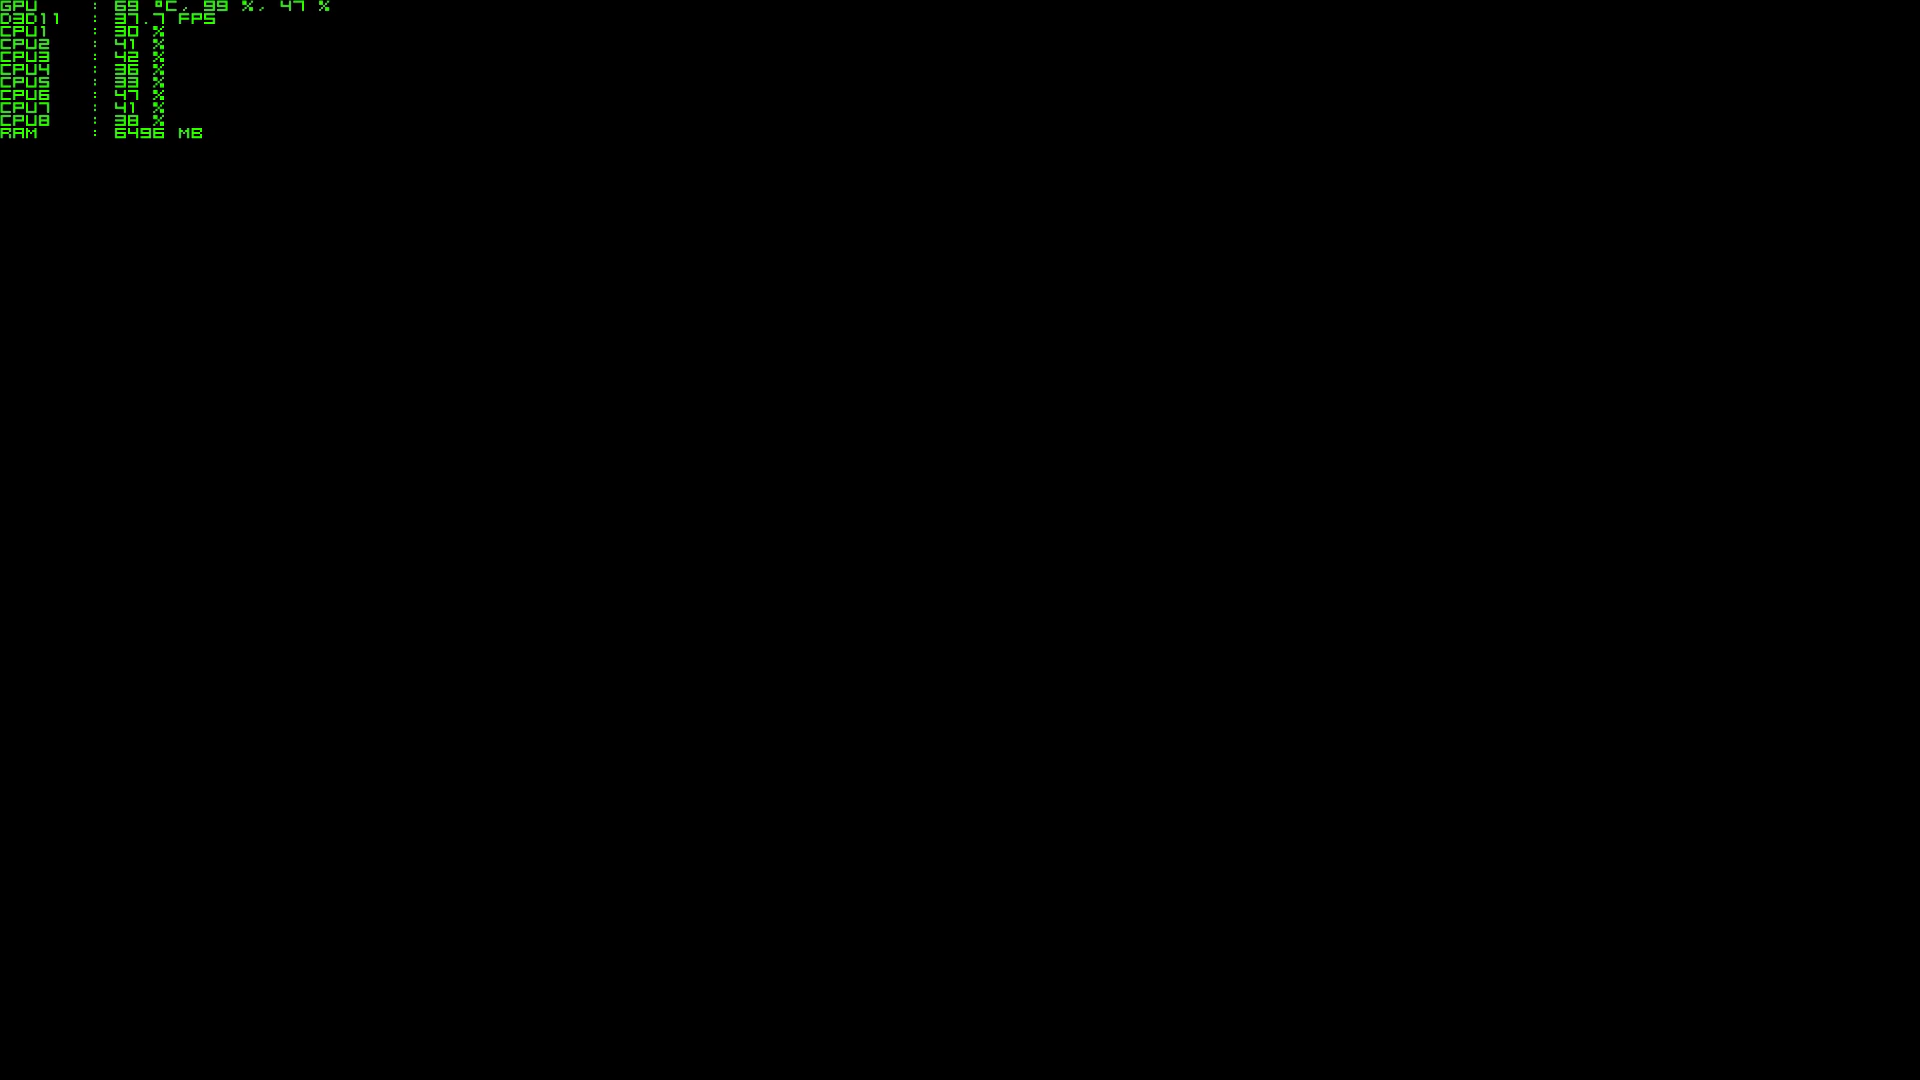 GPU : 69 °C, 99 %, 47 %
D3D11 : 37.7 FPS
CPU1 : 30 %
CPU2 : 41 %
CPU3 : 42 %
CPU4 : 36 %
CPU5 : 33 %
CPU6 : 47 %
CPU7 : 41 %
CPU8 : 38 %
RAM : 6496 MB